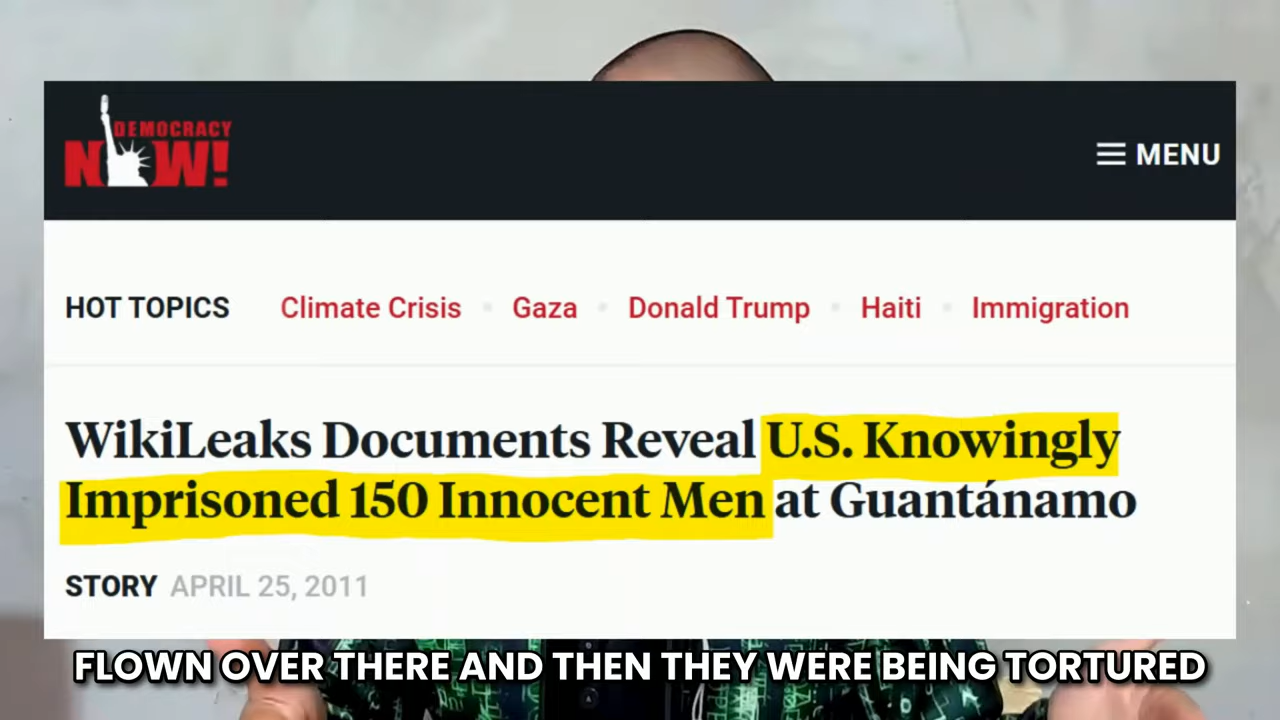 DEMOCRACY
NOW!
MENU
HOT TOPICS Climate Crisis Gaza Donald Trump Haiti Immigration
WikiLeaks Documents Reveal U.S. Knowingly
Imprisoned 150 Innocent Men at Guantánamo
STORY APRIL 25, 2011
FLOWN OVER THERE AND THEN THEY WERE BEING TORTURED